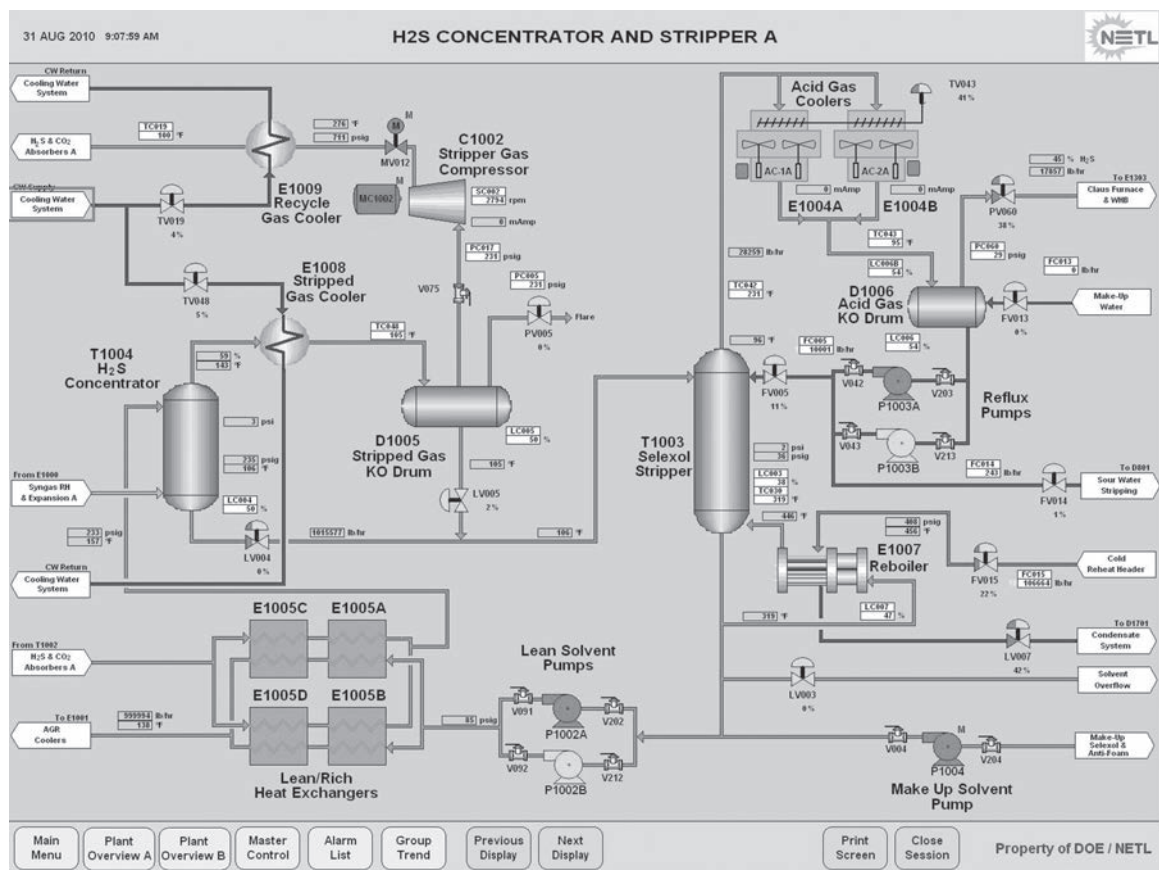 31 AUG 2010 9:07:59 AM
H2S CONCENTRATOR AND STRIPPER A
NETL
CW Return
Cooling Water
System
TC019
100 °F
H2S & CO2
Absorbers A
276 °F
711 psig
M
M
MV012
C1002
Stripper Gas
Compressor
M
MC1002
SC002
2794 rpm
0 mAmp
CW Supply
Cooling Water
System
TV019
4%
E1009
Recycle
Gas Cooler
PC017
231 psig
PC005
231 psig
V075
TV048
5%
E1008
Stripped
Gas Cooler
TC048
105 °F
PV005
0%
Flare
T1004
H2S
Concentrator
59 %
143 °F
3 psi
235 psig
106 °F
LC004
50 %
D1005
Stripped Gas
KO Drum
LC005
50 %
105 °F
LV005
2%
From E1000
Syngas RH
& Expansion A
233 psig
157 °F
LV004
0%
1015577 lb/hr
106 °F
CW Return
Cooling Water
System
Acid Gas
Coolers
TV043
41%
AC-1A
AC-2A
0 mAmp
0 mAmp
E1004A
E1004B
45 % H2S
17857 lb/hr
To E1303
Claus Furnace
& WHB
PV060
38%
TC043
95 °F
PC060
29 psig
LC006B
54 %
FC013
0 lb/hr
28259 lb/hr
TC042
231 °F
D1006
Acid Gas
KO Drum
Make-Up
Water
FV013
0%
96 °F
FC005
10001 lb/hr
LC006
54 %
FV005
11%
V042
P1003A
V203
Reflux
Pumps
V043
P1003B
V213
T1003
Selexol
Stripper
2 psi
36 psig
LC003
38 %
TC030
319 °F
FC014
243 lb/hr
FV014
1%
To D801
Sour Water
Stripping
446 °F
408 psig
456 °F
E1007
Reboiler
FV015
22%
Cold
Reheat Header
FC015
106664 lb/hr
319 °F
LC007
47 %
LV007
42%
To D1701
Condensate
System
LV003
0%
Solvent
Overflow
From T1002
H2S & CO2
Absorbers A
E1005C
E1005A
E1005D
E1005B
Lean/Rich
Heat Exchangers
To E1001
AGR
Coolers
999994 lb/hr
138 °F
85 psig
Lean Solvent
Pumps
V091
P1002A
V202
V092
P1002B
V212
V004
M
P1004
V204
Make-Up
Selexol &
Anti-Foam
Make Up Solvent
Pump
Main
Menu
Plant
Overview A
Plant
Overview B
Master
Control
Alarm
List
Group
Trend
Previous
Display
Next
Display
Print
Screen
Close
Session
Property of DOE / NETL